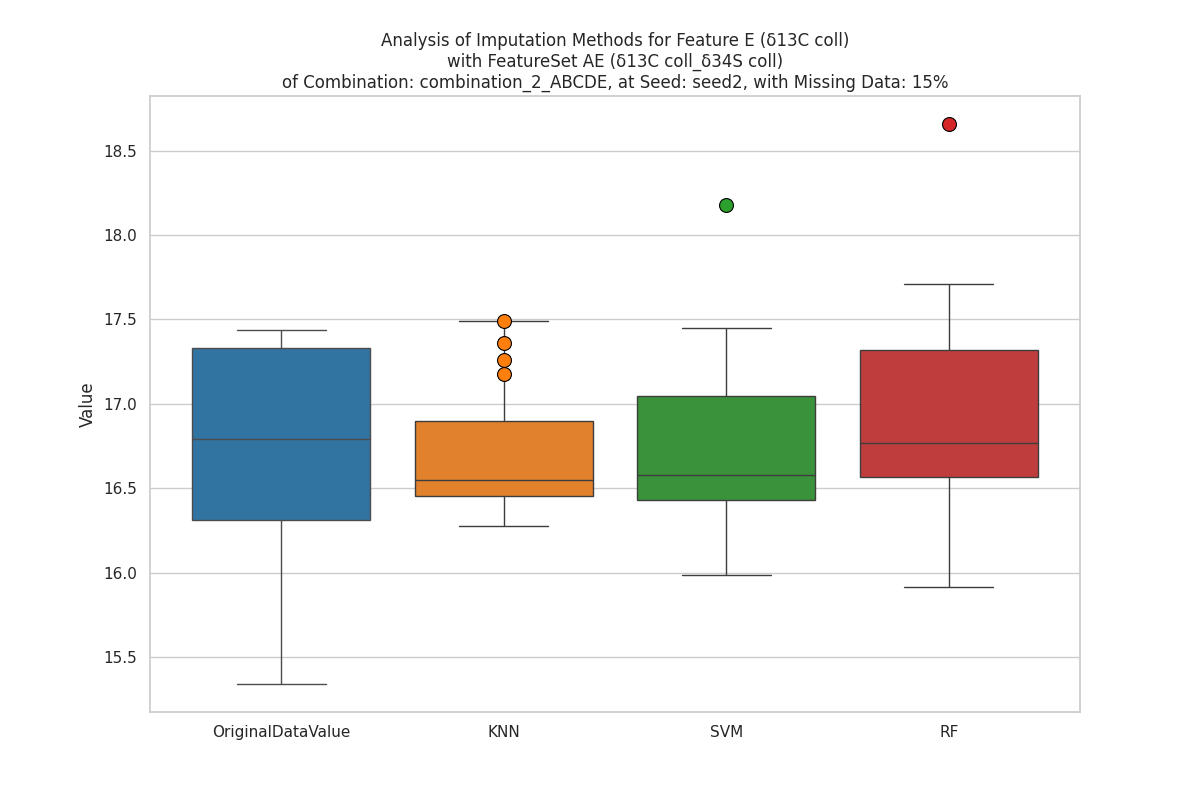 Analysis of Imputation Methods for Feature E (δ13C coll)
with FeatureSet AE (δ13C coll_δ34S coll)
of Combination: combination_2_ABCDE, at Seed: seed2, with Missing Data: 15%
18.5
18.0
17.5
17.0
16.5
16.0
15.5
Value
OriginalDataValue
KNN
SVM
RF